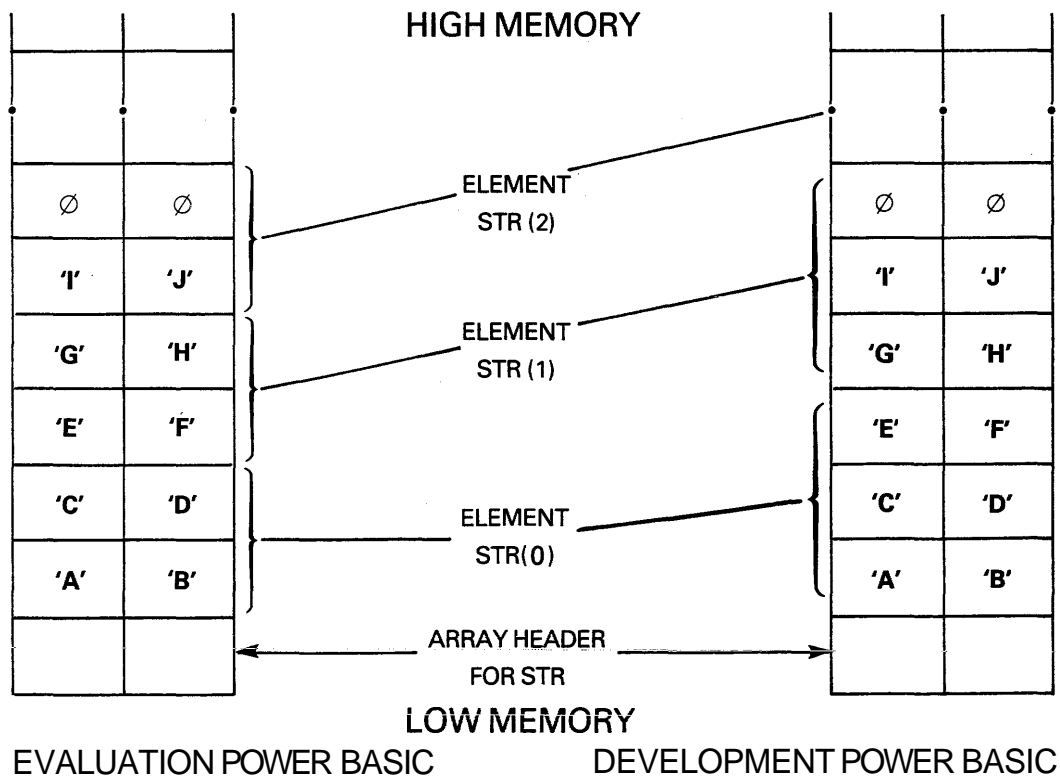 HIGH MEMORY
ELEMENT
STR (2)
ELEMENT
STR (1)
ELEMENT
STR(0)
ARRAY HEADER
FOR STR
LOW MEMORY
∅ ∅
'I' 'J'
'G' 'H'
'E' 'F'
'C' 'D'
'A' 'B'
EVALUATION POWER BASIC
∅ ∅
'I' 'J'
'G' 'H'
'E' 'F'
'C' 'D'
'A' 'B'
DEVELOPMENT POWER BASIC